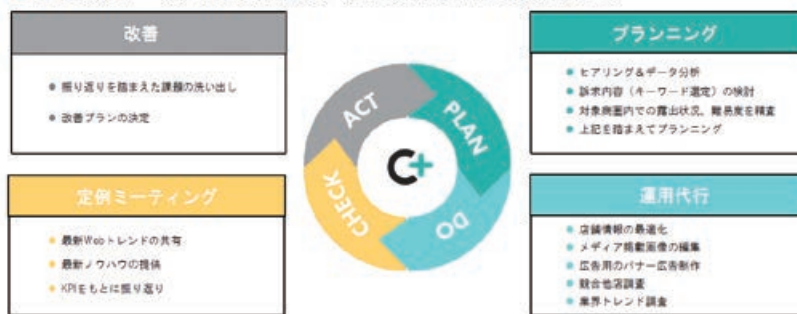 改善
振り返りを踏まえた課題の洗い出し
改善プランの決定
プランニング
ヒアリング&データ分析
訴求内容(キーワード選定)の検討
対象商圏内での露出状況、難易度を精査
上記を踏まえてプランニング
ACT
PLAN
C+
CHECK
DO
定例ミーティング
最新Webトレンドの共有
最新ノウハウの提供
KPIをもとに振り返り
運用代行
店舗情報の最適化
メディア掲載画像の編集
広告用のバナー広告制作
競合他店調査
業界トレンド調査